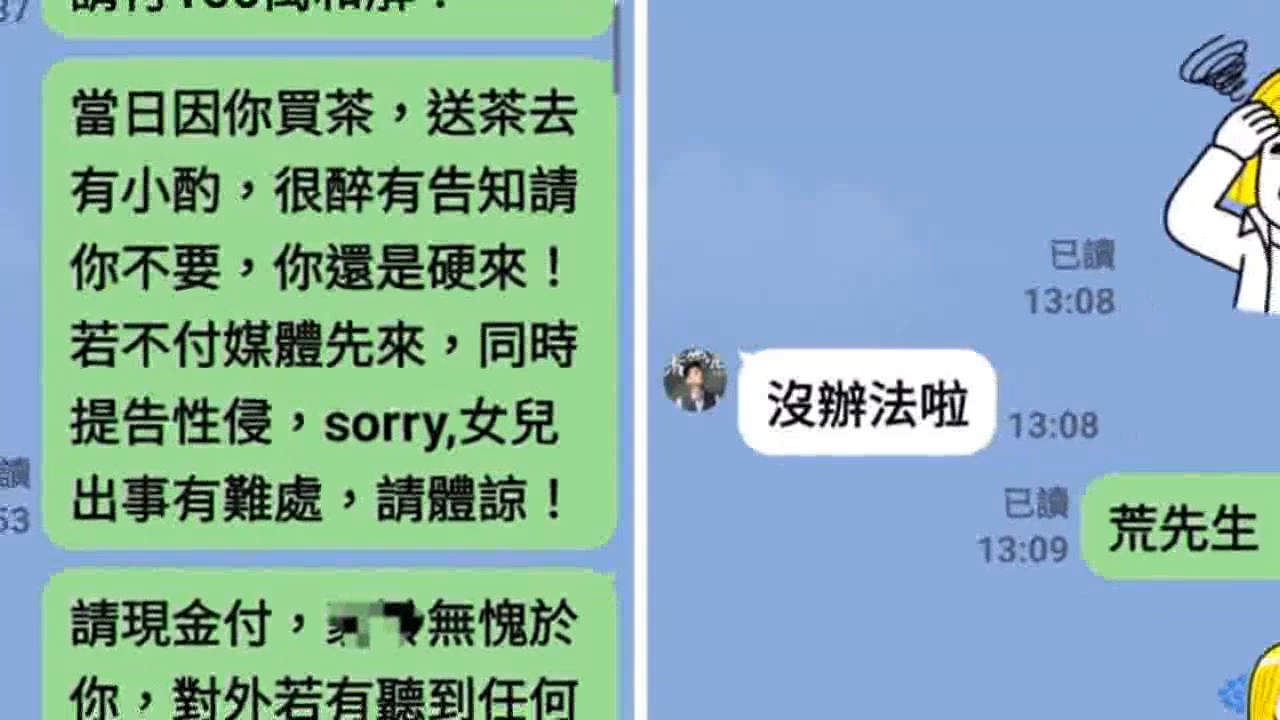 當日因你買茶，送茶去
有小酌，很醉有告知請
你不要，你還是硬來！
若不付媒體先來，同時
提告性侵，sorry,女兒
出事有難處，請體諒！
讀
53
請現金付，
無愧於
你，對外若有聽到任何
已讀
13:08
沒辦法啦
13:08
已讀
13:09
荒先生